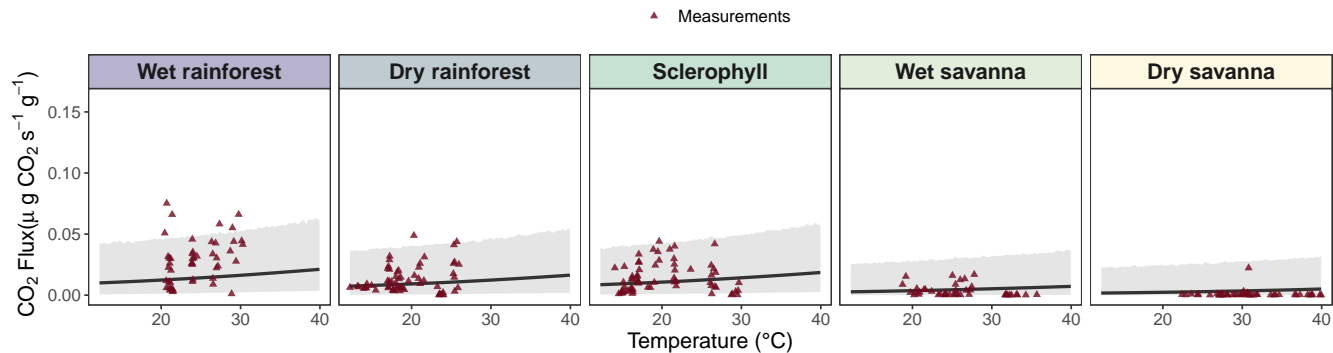 Measurements
Wet rainforest Dry rainforest Sclerophyll Wet savanna Dry savanna
CO₂ Flux(μ g CO₂ s⁻¹ g⁻¹)
0.15
0.10
0.05
0.00
20 30 40 20 30 40 20 30 40 20 30 40 20 30 40
Temperature (°C)